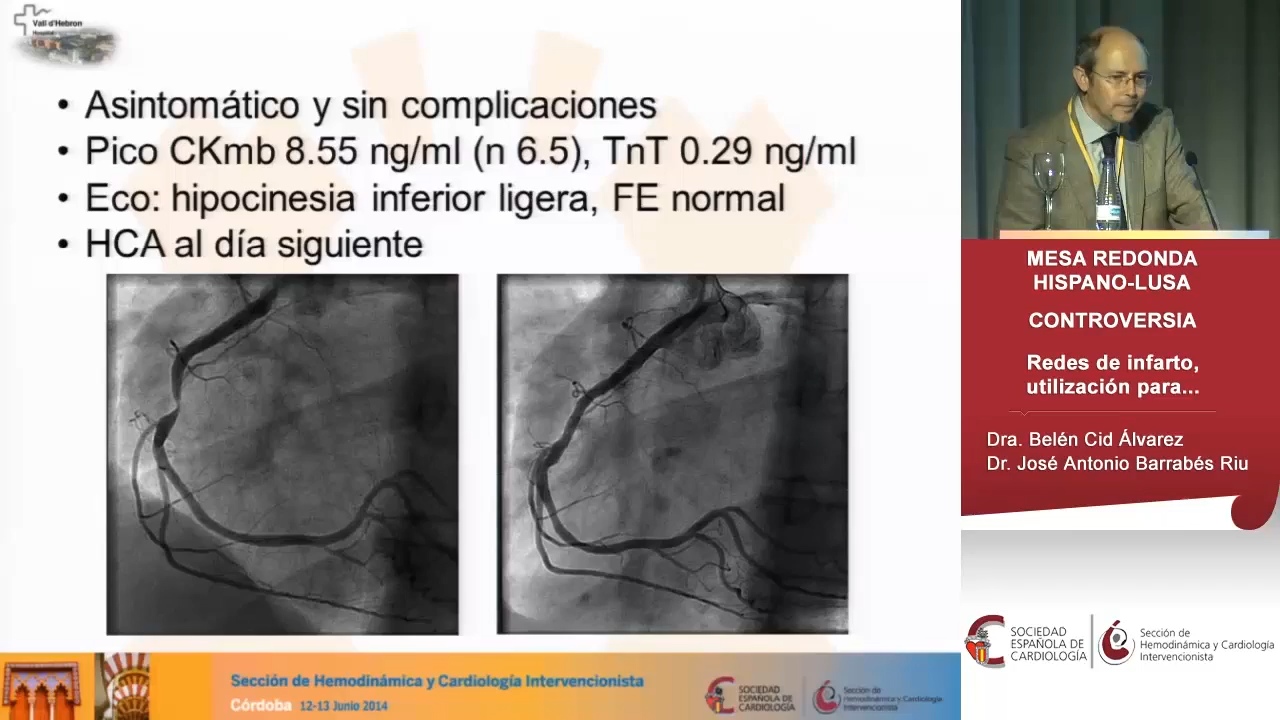 Vall d'Hebron
Hospital
• Asintomático y sin complicaciones
• Pico CKmb 8.55 ng/ml (n 6.5), TnT 0.29 ng/ml
• Eco: hipocinesia inferior ligera, FE normal
• HCA al día siguiente
MESA REDONDA
HISPANO-LUSA
CONTROVERSIA
Redes de infarto,
utilización para...
Dra. Belén Cid Álvarez
Dr. José Antonio Barrabés Riu
SOCIEDAD
ESPAÑOLA DE
CARDIOLOGÍA
Sección de
Hemodinámica y Cardiología
Intervencionista
Sección de Hemodinámica y Cardiología Intervencionista
Córdoba 12-13 Junio 2014
SOCIEDAD
ESPAÑOLA DE
CARDIOLOGÍA
Sección de
Hemodinámica y Cardiología
Intervencionista